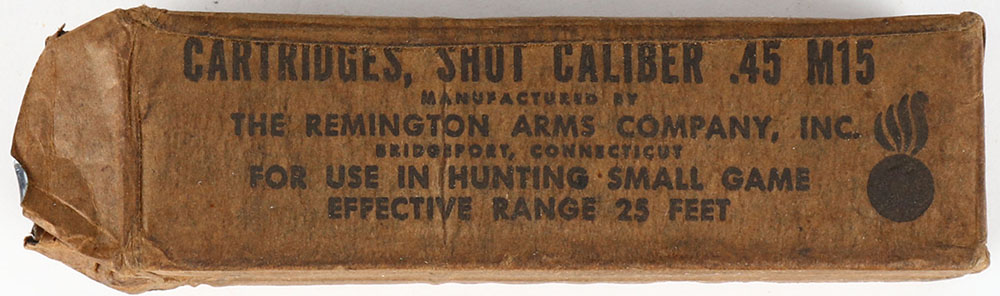 CARTRIDGES, SHOT CALIBER .45 M15
MANUFACTURED BY
THE REMINGTON ARMS COMPANY, INC.
BRIDGEPORT, CONNECTICUT
FOR USE IN HUNTING SMALL GAME
EFFECTIVE RANGE 25 FEET